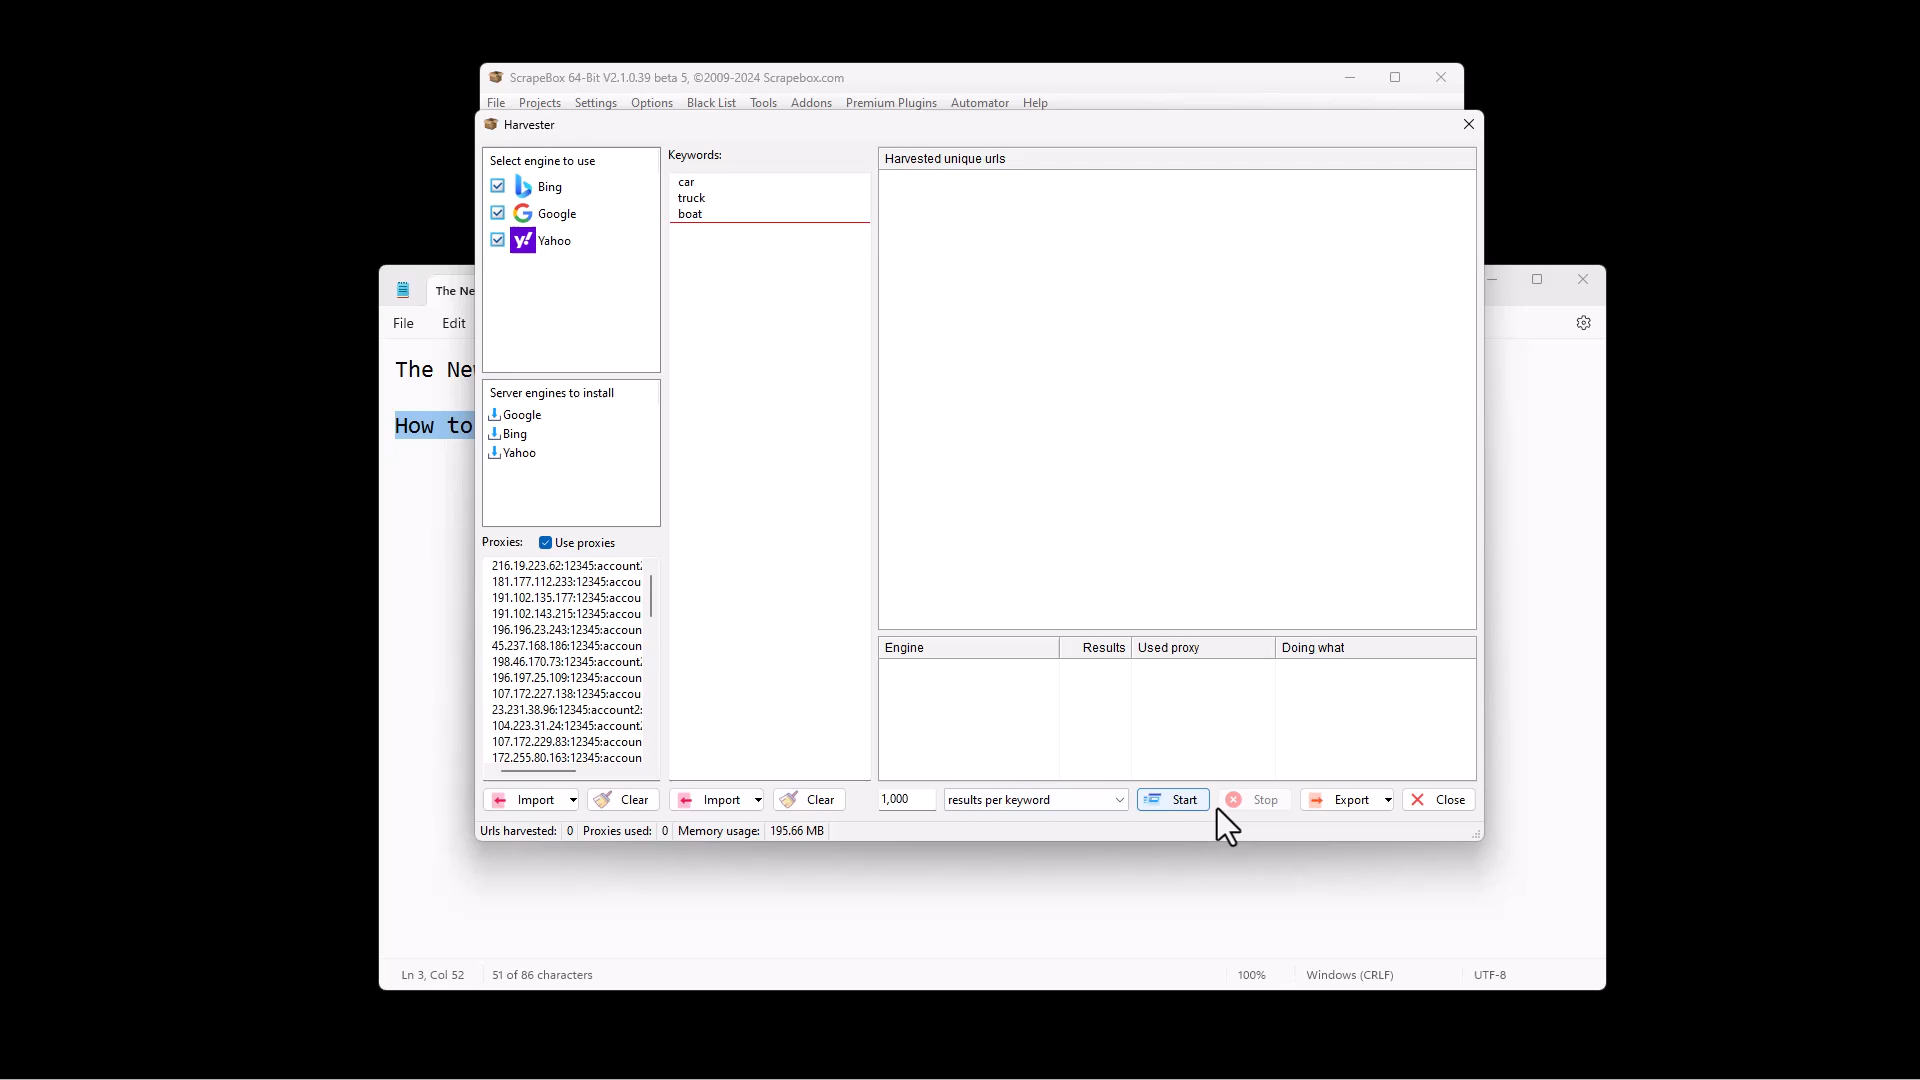 ScrapeBox 64-Bit V2.1.0.39 beta 5, ©2009-2024 Scrapebox.com
File Projects Settings Options Black List Tools Addons Premium Plugins Automator Help
Harvester
Select engine to use
Bing
Google
Yahoo
Server engines to install
Google
Bing
Yahoo
Proxies: Use proxies
216.19.223.62:12345:account
181.177.112.233:12345:accou
191.102.135.177:12345:accou
191.102.143.215:12345:accou
196.196.23.243:12345:accoun
45.237.168.186:12345:accoun
198.46.170.73:12345:account
196.197.25.109:12345:accoun
107.172.227.138:12345:accou
23.231.38.96:12345:account2:
104.223.31.24:12345:account
107.172.229.83:12345:accoun
172.255.80.163:12345:accoun
Import Clear
Keywords:
car
truck
boat
Import Clear
Harvested unique urls
Engine Results Used proxy Doing what
1,000 results per keyword Start Stop Export Close
Urls harvested: 0 Proxies used: 0 Memory usage: 195.66 MB
The Ne
File Edit
The Ne
How to
Ln 3, Col 52 51 of 86 characters 100% Windows (CRLF) UTF-8